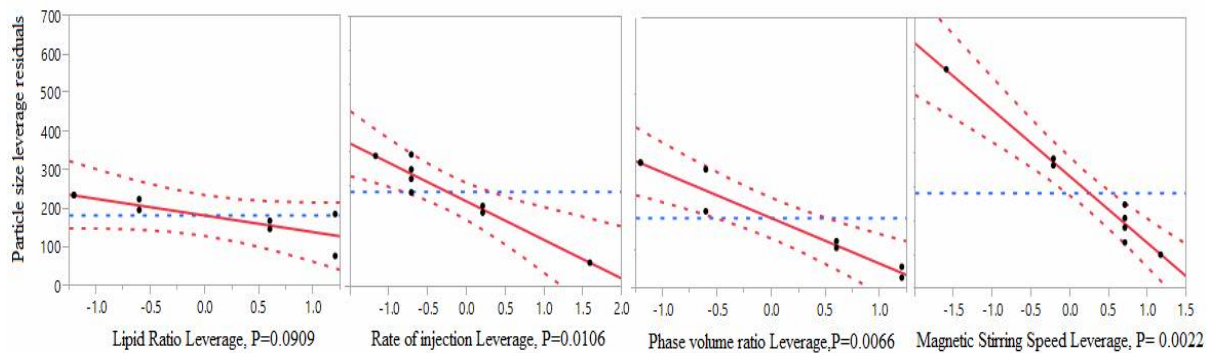 Particle size leverage residuals
700
600
500
400
300
200
100
0
-1.0 -0.5 0.0 0.5 1.0
-1.0 -0.5 0.0 0.5 1.0 1.5 2.0
-1.0 -0.5 0.0 0.5 1.0
-1.5 -1.0 -0.5 0.0 0.5 1.0 1.5
Lipid Ratio Leverage, P=0.0909
Rate of injection Leverage, P=0.0106
Phase volume ratio Leverage,P=0.0066
Magnetic Stirring Speed Leverage, P= 0.0022